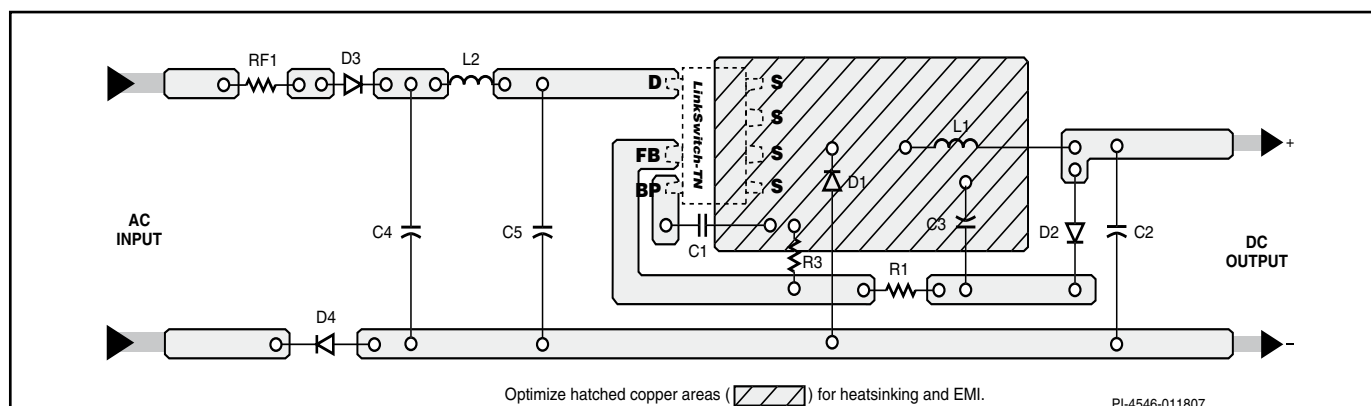 RF1
D3
L2
D
S
S
L1
+
FB
S
LinkSwitch-TN
BP
S
D1
AC
INPUT
C4
C5
C1
R3
C3
D2
C2
DC
OUTPUT
R1
D4
–
Optimize hatched copper areas ( ) for heatsinking and EMI.
PI-4546-011807